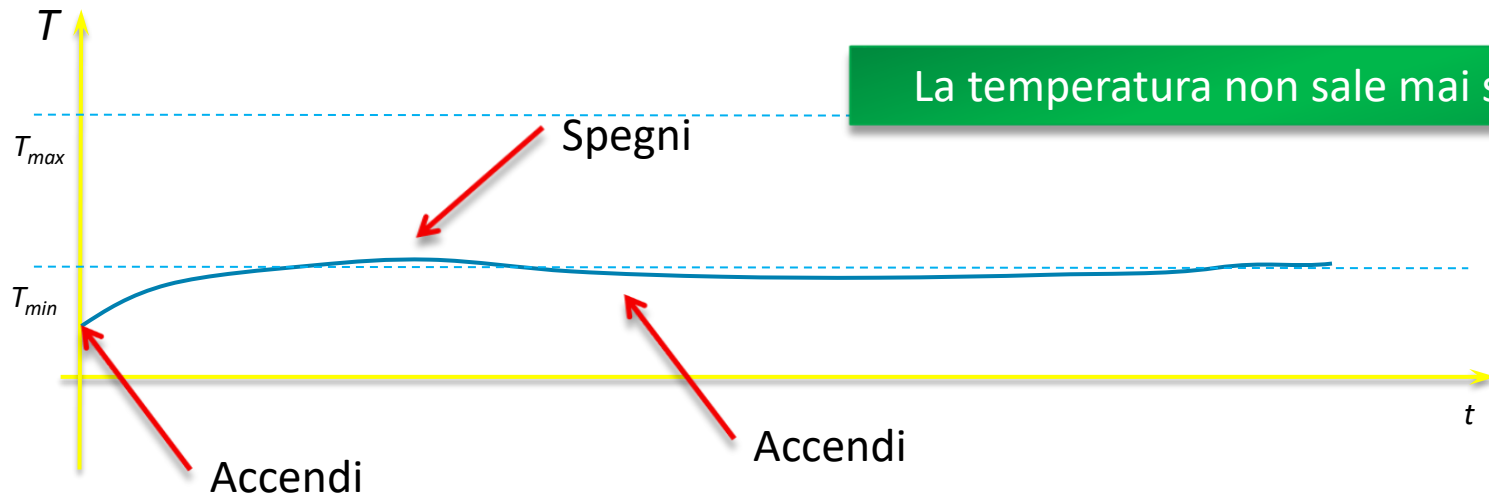 T
La temperatura non sale mai
Spegni
Tmax
Tmin
t
Accendi
Accendi